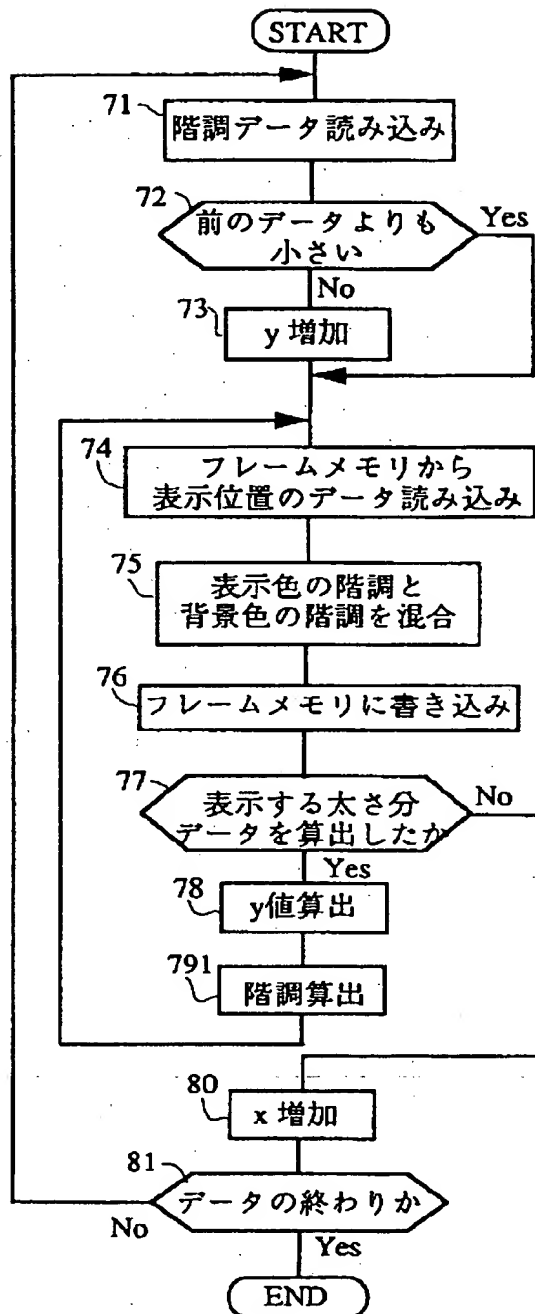 START
71
階調データ読み込み
72
前のデータよりも
小さい
Yes
No
73
y 増加
74
フレームメモリから
表示位置のデータ読み込み
75
表示色の階調と
背景色の階調を混合
76
フレームメモリに書き込み
77
表示する太さ分
データを算出したか
No
Yes
78
y値算出
791
階調算出
80
x 増加
81
データの終わりか
No
Yes
END